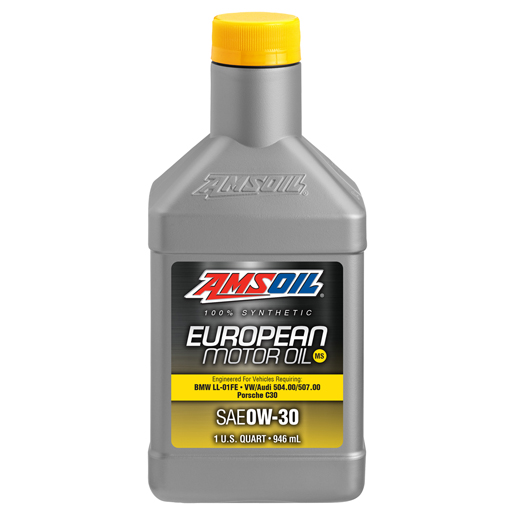 AMSOIL
AMSOIL
100% SYNTHETIC
EUROPEAN
MOTOR OIL MS
Engineered For Vehicles Requiring:
BMW LL-01FE • VW/Audi 504.00/507.00
Porsche C30
SAE 0W-30
1 U.S. QUART • 946 mL